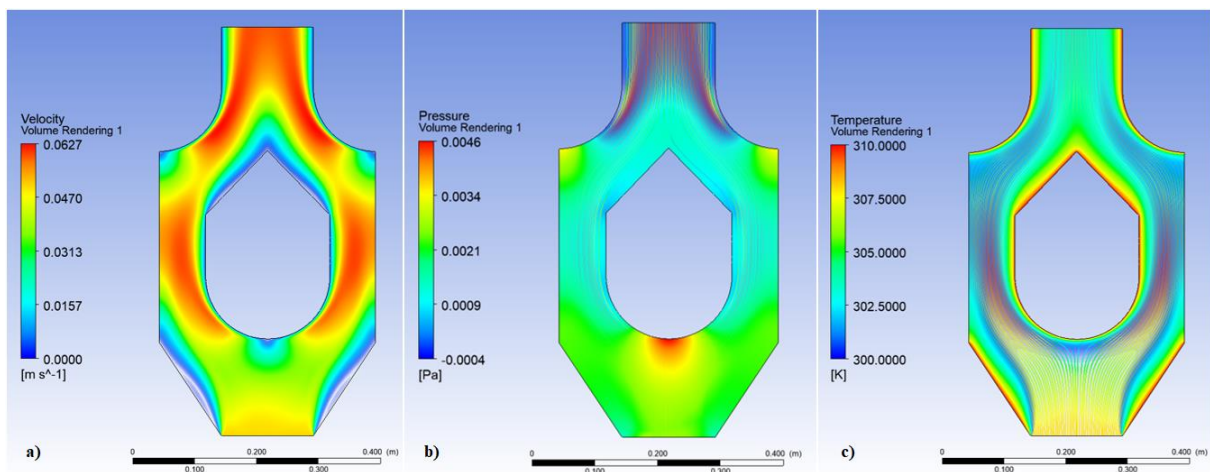 Velocity
Volume Rendering 1
0.0627
0.0470
0.0313
0.0157
0.0000
[m s^-1]
a)
0 0.200 0.400 (m)
0.100 0.300
Pressure
Volume Rendering 1
0.0046
0.0034
0.0021
0.0009
-0.0004
[Pa]
b)
0 0.200 0.400 (m)
0.100 0.300
Temperature
Volume Rendering 1
310.0000
307.5000
305.0000
302.5000
300.0000
[K]
c)
0 0.200 0.400 (m)
0.100 0.300